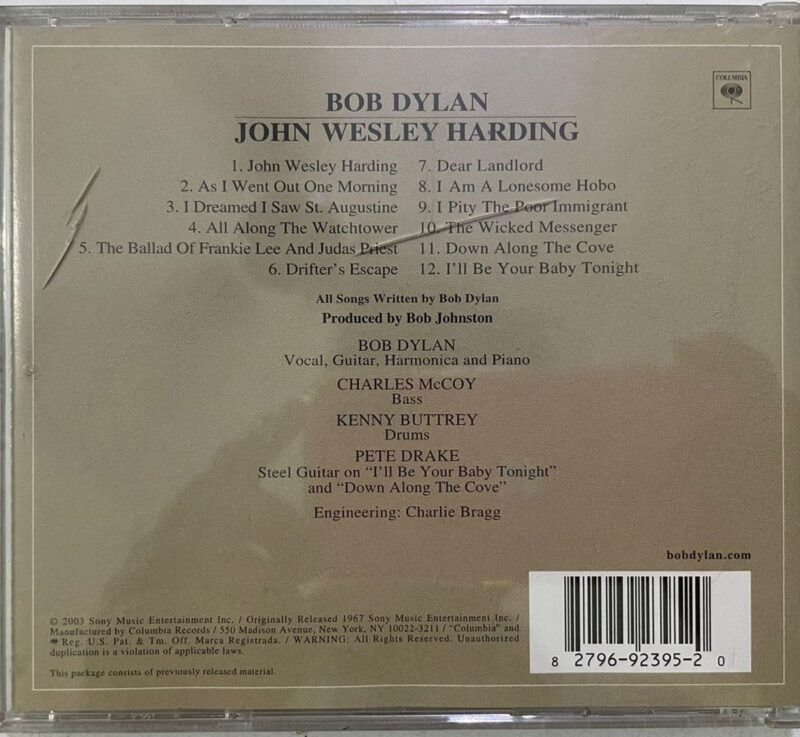 COLUMBIA
BOB DYLAN
JOHN WESLEY HARDING
1. John Wesley Harding
2. As I Went Out One Morning
3. I Dreamed I Saw St. Augustine
4. All Along The Watchtower
5. The Ballad Of Frankie Lee And Judas Priest
6. Drifter's Escape
7. Dear Landlord
8. I Am A Lonesome Hobo
9. I Pity The Poor Immigrant
10. The Wicked Messenger
11. Down Along The Cove
12. I'll Be Your Baby Tonight
All Songs Written by Bob Dylan
Produced by Bob Johnston
BOB DYLAN
Vocal, Guitar, Harmonica and Piano
CHARLES McCOY
Bass
KENNY BUTTREY
Drums
PETE DRAKE
Steel Guitar on "I'll Be Your Baby Tonight"
and "Down Along The Cove"
Engineering: Charlie Bragg
bobdylan.com
© 2003 Sony Music Entertainment Inc. / Originally Released 1967 Sony Music Entertainment Inc. /
Manufactured by Columbia Records / 550 Madison Avenue, New York, NY 10022-3211 / "Columbia" and
Reg. U.S. Pat. & Tm. Off. Marca Registrada. / WARNING: All Rights Reserved. Unauthorized
duplication is a violation of applicable laws.
This package consists of previously released material.
8 2796-92395-2 0